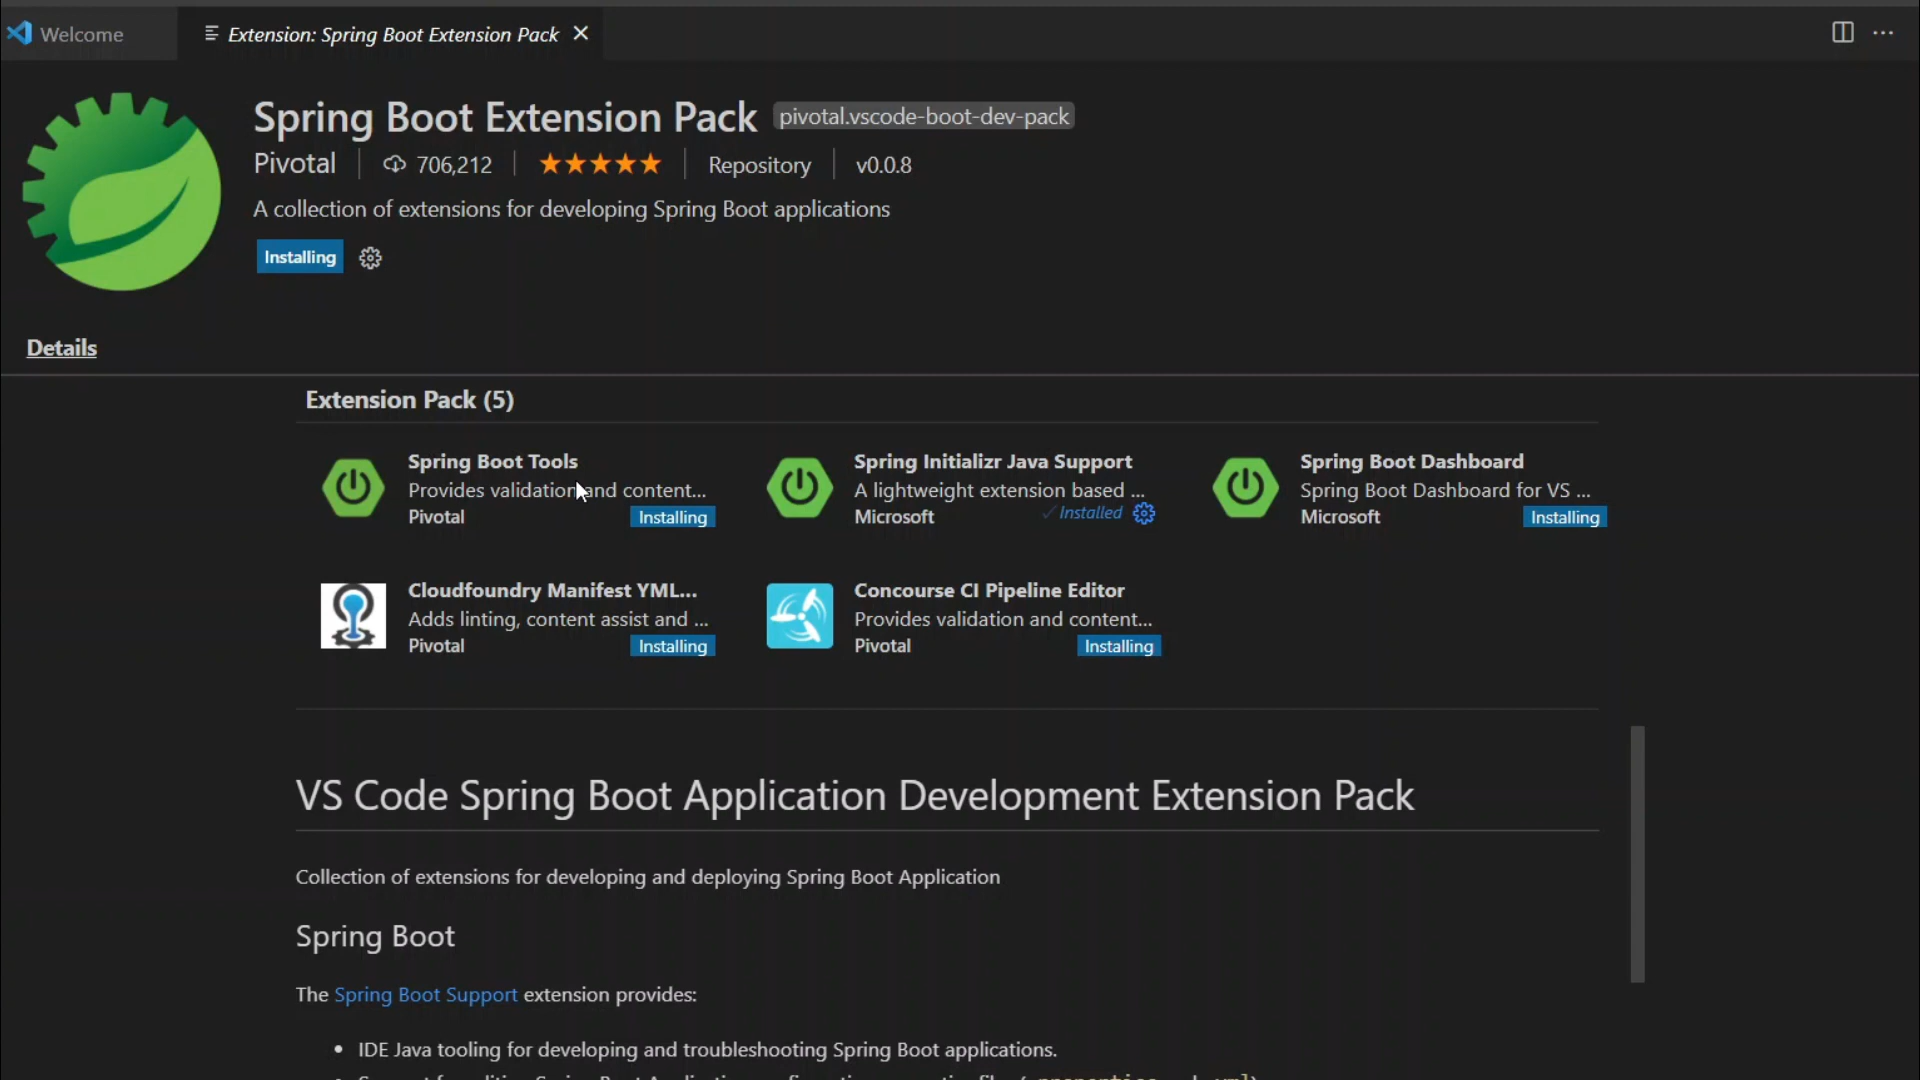 Welcome
Extension: Spring Boot Extension Pack
Spring Boot Extension Pack pivotal.vscode-boot-dev-pack
Pivotal 706,212 Repository v0.0.8
A collection of extensions for developing Spring Boot applications
Installing
Details
Extension Pack (5)
Spring Boot Tools
Provides validation and content...
Pivotal Installing
Spring Initializr Java Support
A lightweight extension based ...
Microsoft Installed
Spring Boot Dashboard
Spring Boot Dashboard for VS ...
Microsoft Installing
Cloudfoundry Manifest YML...
Adds linting, content assist and ...
Pivotal Installing
Concourse CI Pipeline Editor
Provides validation and content...
Pivotal Installing
VS Code Spring Boot Application Development Extension Pack
Collection of extensions for developing and deploying Spring Boot Application
Spring Boot
The Spring Boot Support extension provides:
• IDE Java tooling for developing and troubleshooting Spring Boot applications.